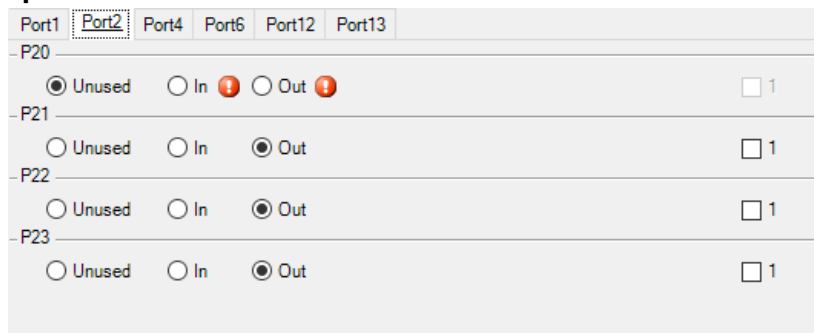 Port1 Port2 Port4 Port6 Port12 Port13
P20
Unused In Out 1
P21
Unused In Out 1
P22
Unused In Out 1
P23
Unused In Out 1